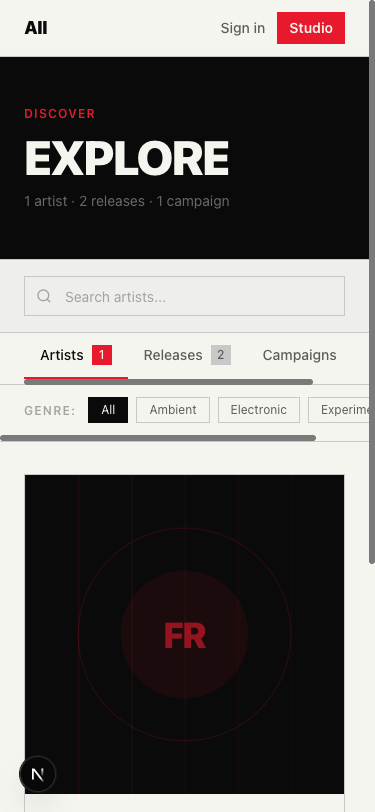 All
Sign in
Studio
DISCOVER
EXPLORE
1 artist · 2 releases · 1 campaign
Search artists...
Artists 1
Releases 2
Campaigns
GENRE:
All
Ambient
Electronic
Experime
FR
N